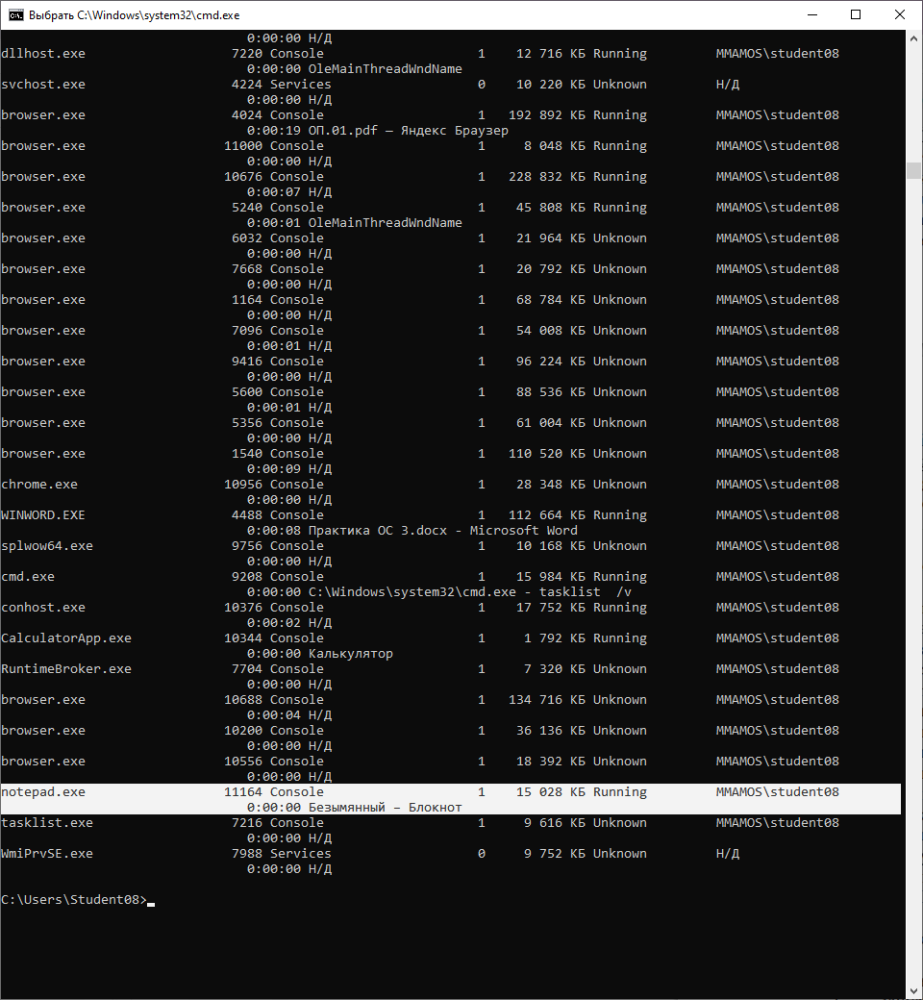 Выбрать C:\Windows\system32\cmd.exe
0:00:00 Н/Д
dllhost.exe 7220 Console 1 12 716 КБ Running MMAMOS\student08
0:00:00 OleMainThreadWndName
svchost.exe 4224 Services 0 10 220 КБ Unknown Н/Д
0:00:00 Н/Д
browser.exe 4024 Console 1 192 892 КБ Running MMAMOS\student08
0:00:19 ОП.01.pdf — Яндекс Браузер
browser.exe 11000 Console 1 8 048 КБ Running MMAMOS\student08
0:00:00 Н/Д
browser.exe 10676 Console 1 228 832 КБ Running MMAMOS\student08
0:00:07 Н/Д
browser.exe 5240 Console 1 45 808 КБ Running MMAMOS\student08
0:00:01 OleMainThreadWndName
browser.exe 6032 Console 1 21 964 КБ Unknown MMAMOS\student08
0:00:00 Н/Д
browser.exe 7668 Console 1 20 792 КБ Unknown MMAMOS\student08
0:00:00 Н/Д
browser.exe 1164 Console 1 68 784 КБ Unknown MMAMOS\student08
0:00:00 Н/Д
browser.exe 7096 Console 1 54 008 КБ Unknown MMAMOS\student08
0:00:01 Н/Д
browser.exe 9416 Console 1 96 224 КБ Unknown MMAMOS\student08
0:00:00 Н/Д
browser.exe 5600 Console 1 88 536 КБ Unknown MMAMOS\student08
0:00:01 Н/Д
browser.exe 5356 Console 1 61 004 КБ Unknown MMAMOS\student08
0:00:00 Н/Д
browser.exe 1540 Console 1 110 520 КБ Unknown MMAMOS\student08
0:00:09 Н/Д
chrome.exe 10956 Console 1 28 348 КБ Unknown MMAMOS\student08
0:00:00 Н/Д
WINWORD.EXE 4488 Console 1 112 664 КБ Running MMAMOS\student08
0:00:08 Практика ОС 3.docx - Microsoft Word
splwow64.exe 9756 Console 1 10 168 КБ Unknown MMAMOS\student08
0:00:00 Н/Д
cmd.exe 9208 Console 1 15 984 КБ Running MMAMOS\student08
0:00:00 C:\Windows\system32\cmd.exe - tasklist /v
conhost.exe 10376 Console 1 17 752 КБ Running MMAMOS\student08
0:00:02 Н/Д
CalculatorApp.exe 10344 Console 1 1 792 КБ Running MMAMOS\student08
0:00:00 Калькулятор
RuntimeBroker.exe 7704 Console 1 7 320 КБ Unknown MMAMOS\student08
0:00:00 Н/Д
browser.exe 10688 Console 1 134 716 КБ Unknown MMAMOS\student08
0:00:04 Н/Д
browser.exe 10200 Console 1 36 136 КБ Unknown MMAMOS\student08
0:00:00 Н/Д
browser.exe 10556 Console 1 18 392 КБ Unknown MMAMOS\student08
0:00:00 Н/Д
notepad.exe 11164 Console 1 15 028 КБ Running MMAMOS\student08
0:00:00 Безымянный – Блокнот
tasklist.exe 7216 Console 1 9 616 КБ Unknown MMAMOS\student08
0:00:00 Н/Д
WmiPrvSE.exe 7988 Services 0 9 752 КБ Unknown Н/Д
0:00:00 Н/Д
C:\Users\Student08>